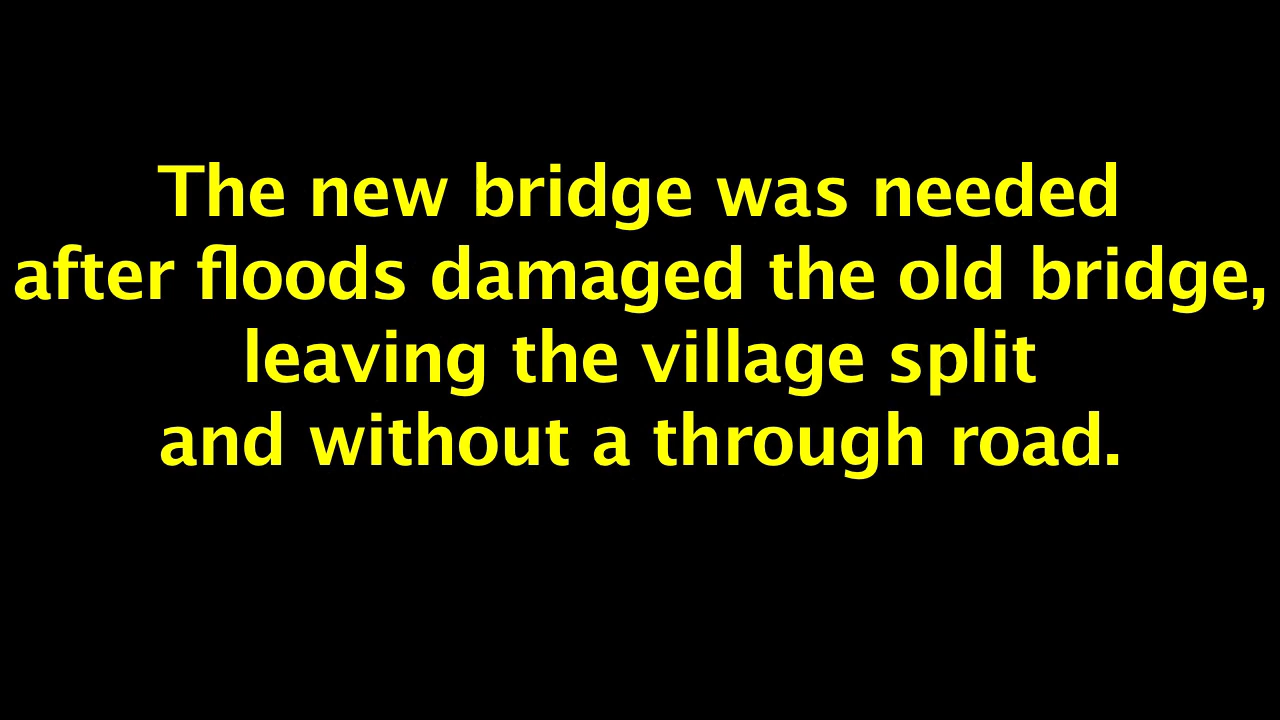 The new bridge was needed
after floods damaged the old bridge,
leaving the village split
and without a through road.